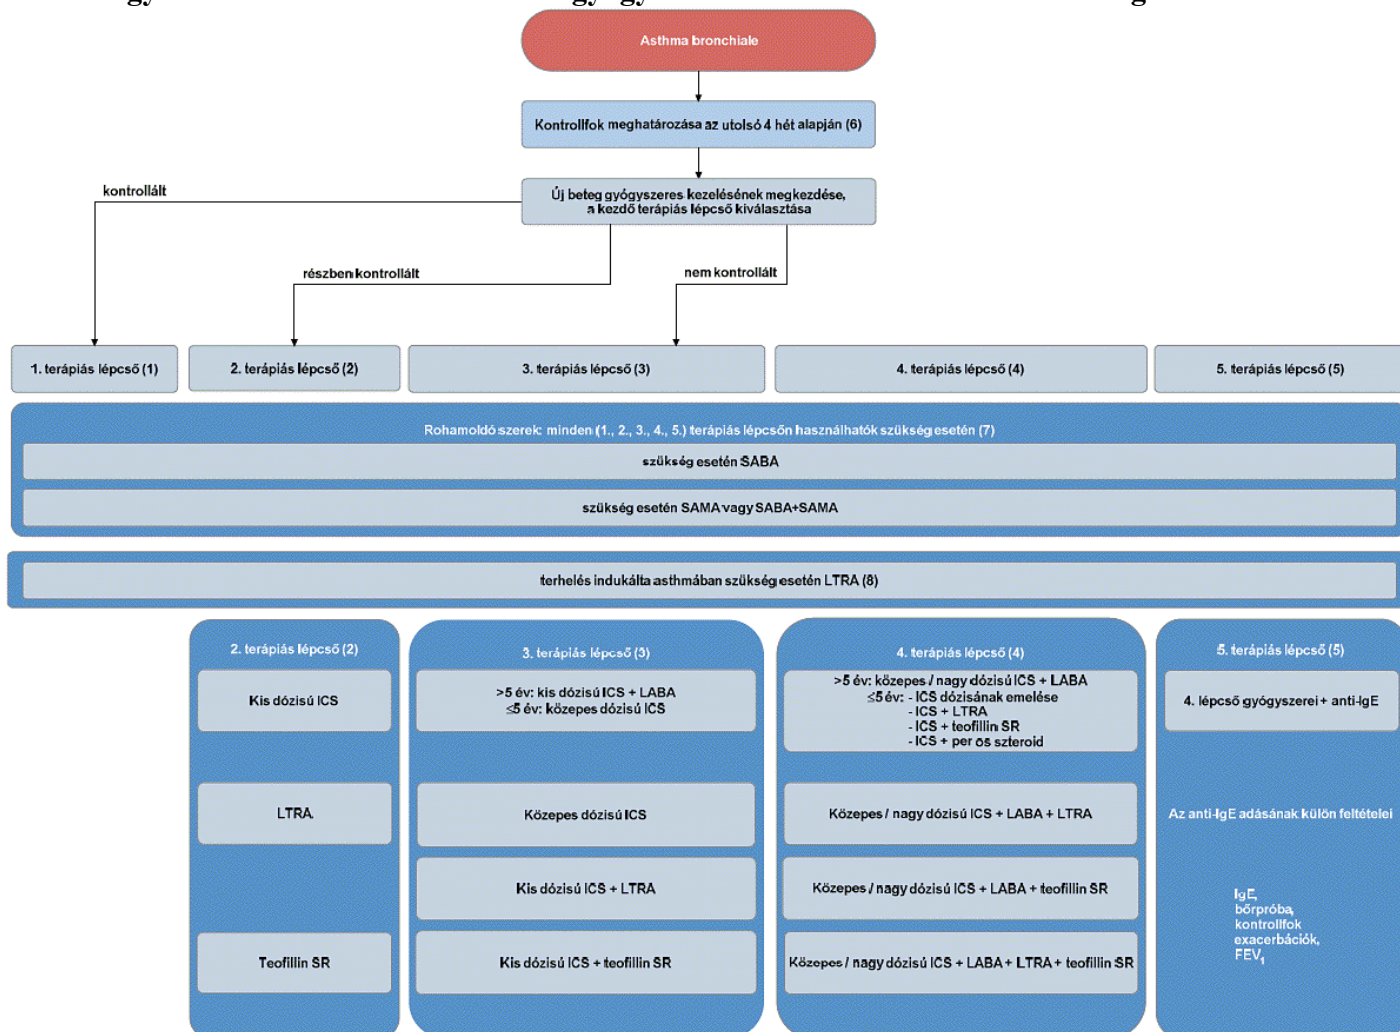 Asthma bronchiale
Kontrollfok meghatározása az utolsó 4 hét alapján (6)
kontrollált
Új beteg gyógyszeres kezelésének megkezdése,
a kezdő terápiás lépcső kiválasztása
részben kontrollált
nem kontrollált
1. terápiás lépcső (1)
2. terápiás lépcső (2)
3. terápiás lépcső (3)
4. terápiás lépcső (4)
5. terápiás lépcső (5)
Rohamoldó szerek: minden (1., 2., 3., 4., 5.) terápiás lépcsőn használhatók szükség esetén (7)
szükség esetén SABA
szükség esetén SAMA vagy SABA+SAMA
terhelés indukálta asthmában szükség esetén LTRA (8)
2. terápiás lépcső (2)
Kis dózisú ICS
LTRA.
Teofillin SR
3. terápiás lépcső (3)
>5 év: kis dózisú ICS + LABA
≤5 év: közepes dózisú ICS
Közepes dózisú ICS
Kis dózisú ICS + LTRA
Kis dózisú ICS + teofillin SR
4. terápiás lépcső (4)
>5 év: közepes / nagy dózisú ICS + LABA
≤5 év: - ICS dózisának emelése
- ICS + LTRA
- ICS + teofillin SR
- ICS + per os szteroid
Közepes / nagy dózisú ICS + LABA + LTRA
Közepes / nagy dózisú ICS + LABA + teofillin SR
Közepes / nagy dózisú ICS + LABA + LTRA + teofillin SR
5. terápiás lépcső (5)
4. lépcső gyógyszerei + anti-IgE
Az anti-IgE adásának külön feltételei
IgE,
bőrpróba,
kontrollfok
exacerbációk,
FEV1